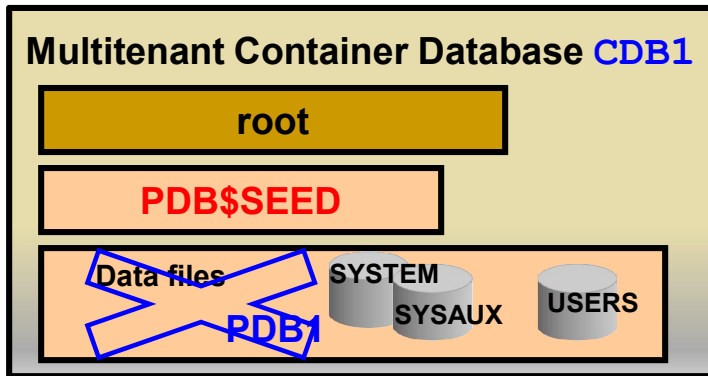 Multitenant Container Database CDB1
root
PDB$SEED
Data files
SYSTEM
SYSAUX
USERS
PDB1